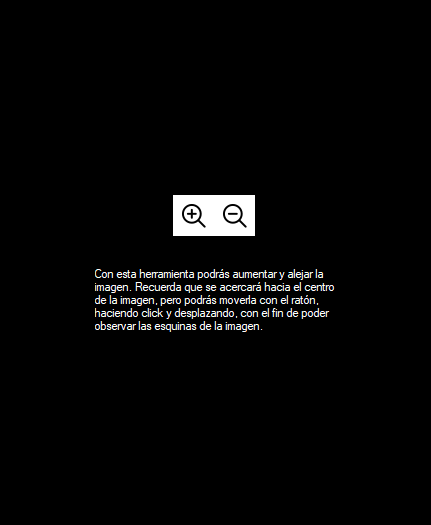 Con esta herramienta podrás aumentar y alejar la
imagen. Recuerda que se acercará hacia el centro
de la imagen, pero podrás moverla con el ratón,
haciendo click y desplazando, con el fin de poder
observar las esquinas de la imagen.